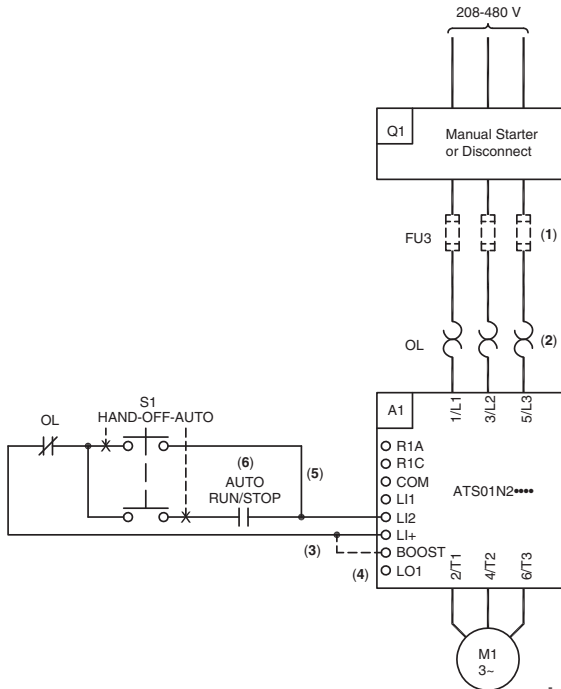 208-480 V
Q1
Manual Starter
or Disconnect
FU3
(1)
OL
(2)
A1
1/L1
3/L2
5/L3
OL
S1
HAND-OFF-AUTO
R1A
R1C
COM
LI1
LI2
LI+
BOOST
LO1
ATS01N2••••
(6)
AUTO
RUN/STOP
(5)
(3)
(4)
2/T1
4/T2
6/T3
M1
3~